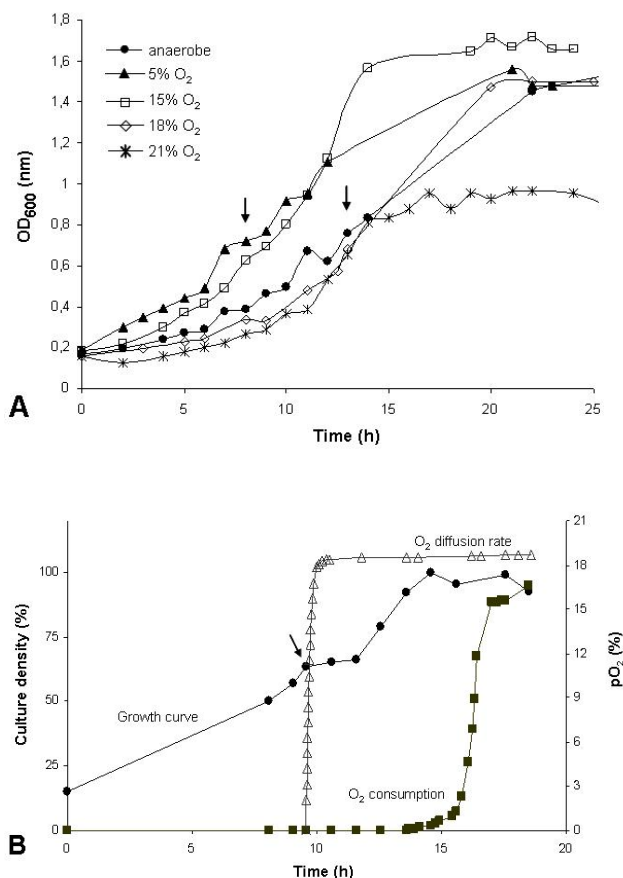 1,8
1,6
1,4
1,2
1
0,8
0,6
0,4
0,2
0
OD600 (nm)
anaerobe
5% O2
15% O2
18% O2
21% O2
0 5 10 15 20 25
Time (h)
A
100
75
50
25
0
Culture density (%)
O2 diffusion rate
Growth curve
O2 consumption
21
18
15
12
9
6
3
0
pO2 (%)
0 5 10 15 20
Time (h)
B